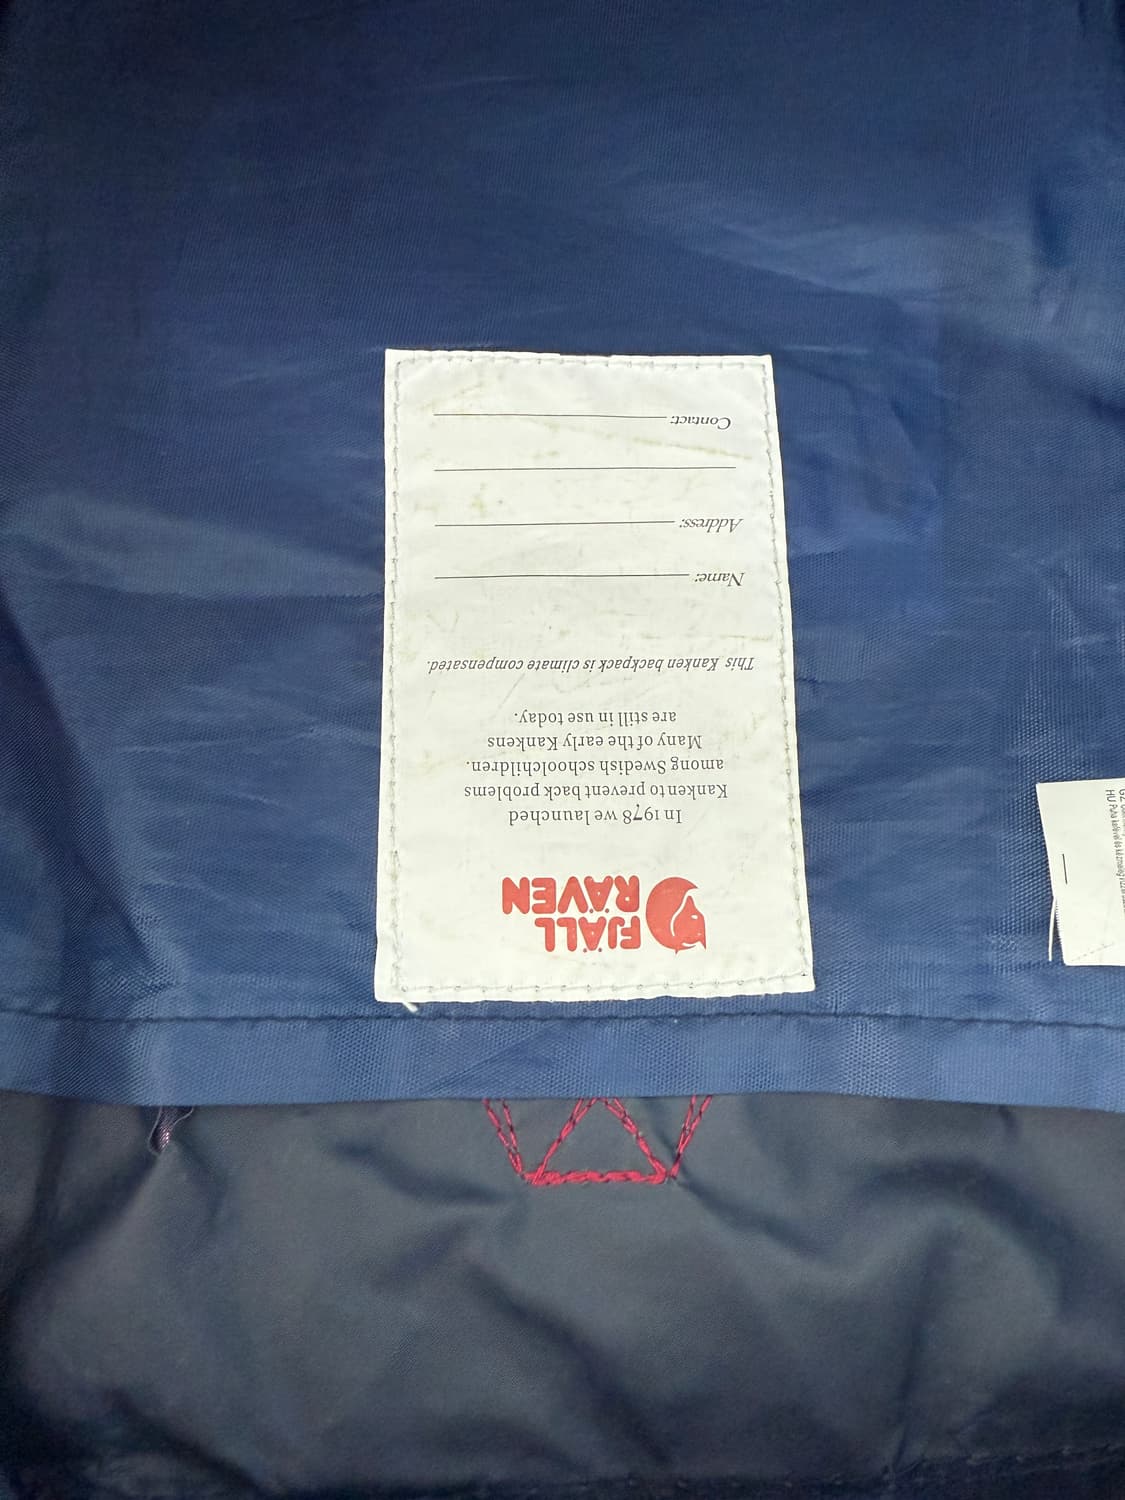 FJÄLL
RÄVEN
In 1978 we launched
Kanken to prevent back problems
among Swedish schoolchildren.
Many of the early Kankens
are still in use today.
This Kanken backpack is climate compensated.
Name:
Address:
Contact:
HU